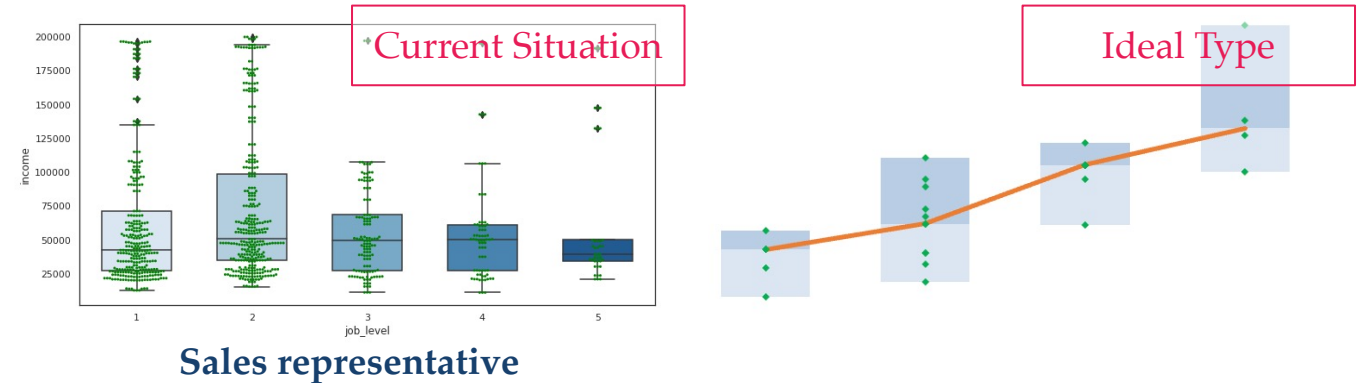 Current Situation
Ideal Type
200000
175000
150000
125000
100000
75000
50000
25000
income
1 2 3 4 5
job_level
Sales representative